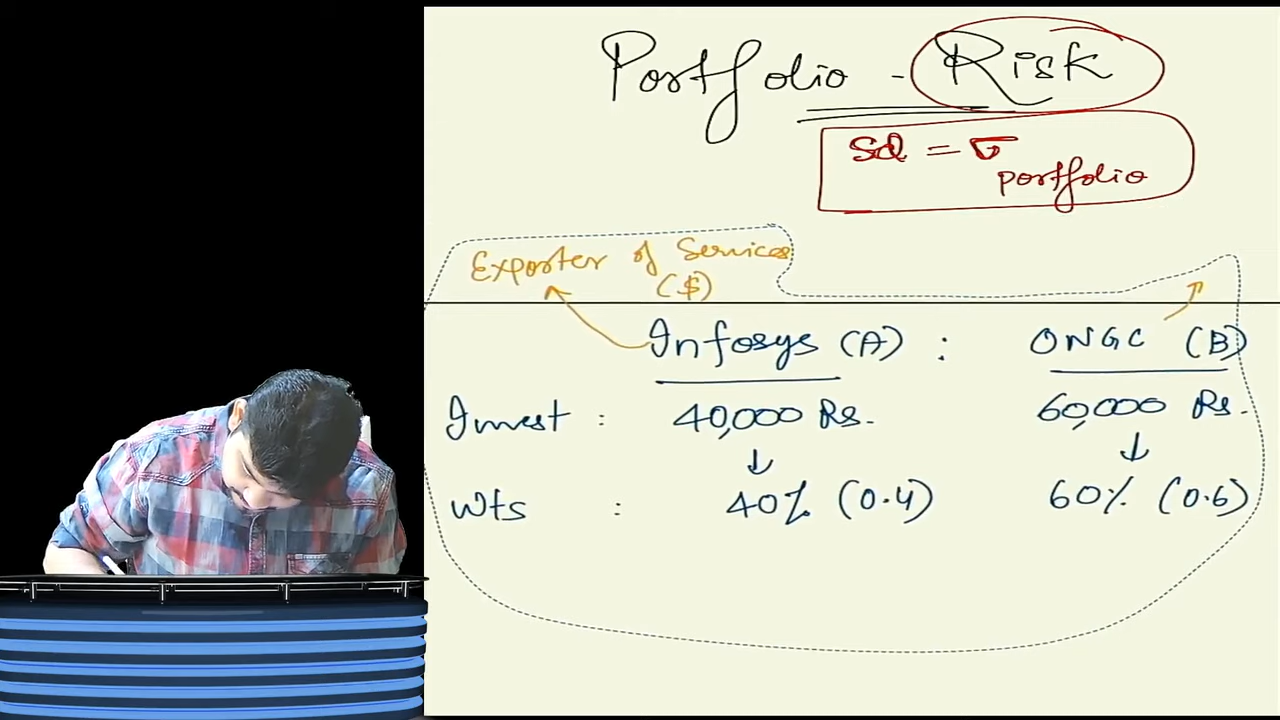 Portfolio - Risk
Sd = σ portfolio
Exporter of Services
($)
Infosys (A) : ONGC (B)
Invest : 40,000 Rs. 60,000 Rs.
↓ ↓
Wts : 40% (0.4) 60% (0.6)